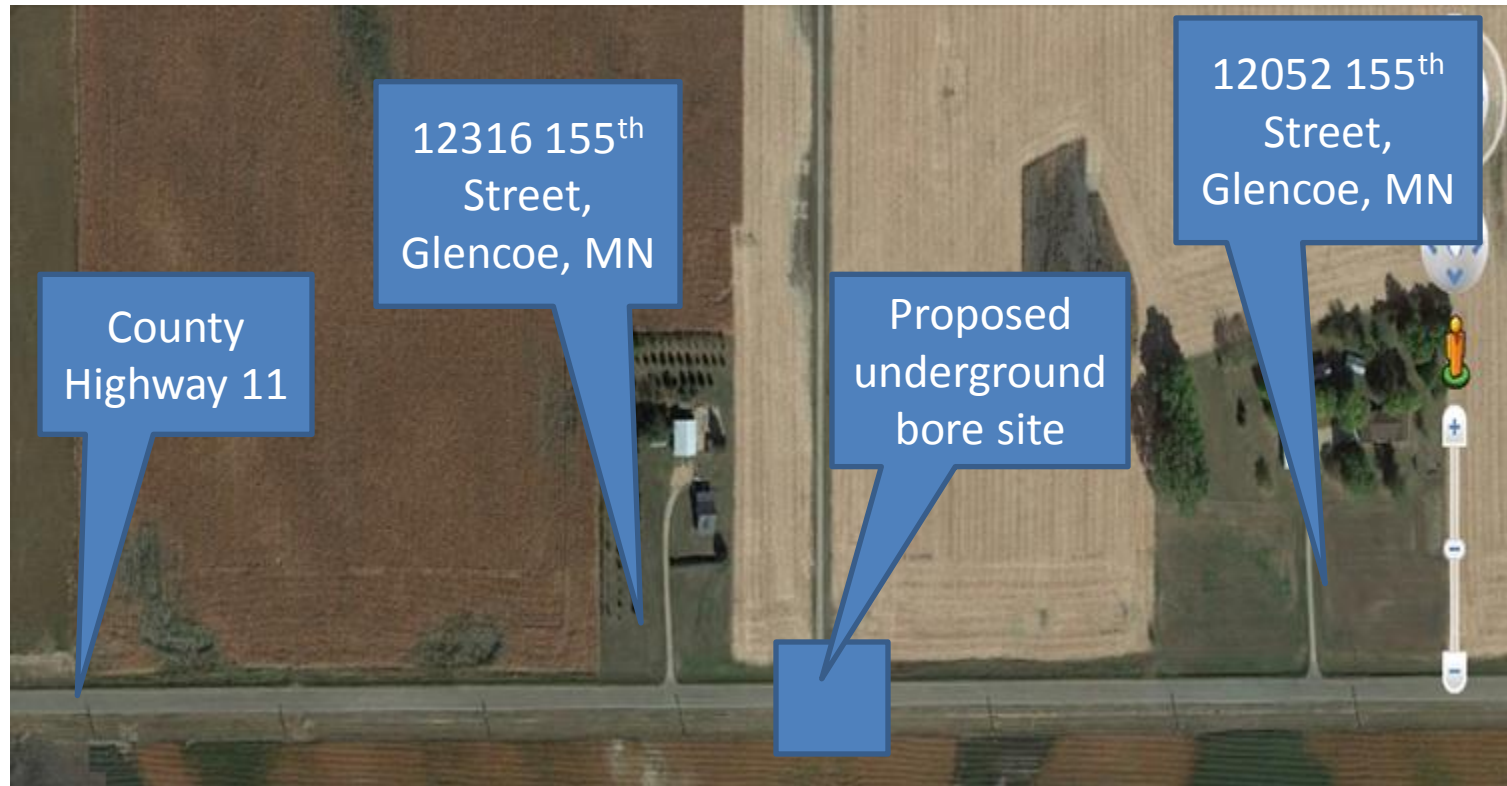 12316 155th
Street,
Glencoe, MN
12052 155th
Street,
Glencoe, MN
County
Highway 11
Proposed
underground
bore site